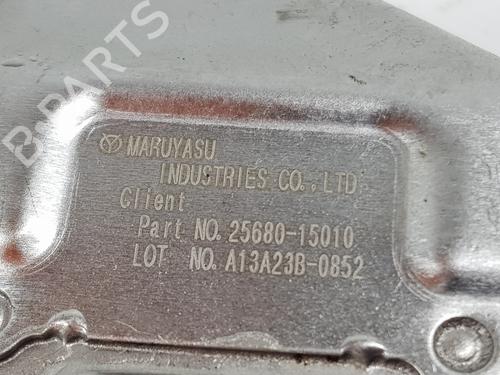 MARUYASU
INDUSTRIES CO.,LTD
Client
Part NO. 25680-15010
LOT NO. A13A23B-0852
B-Parts